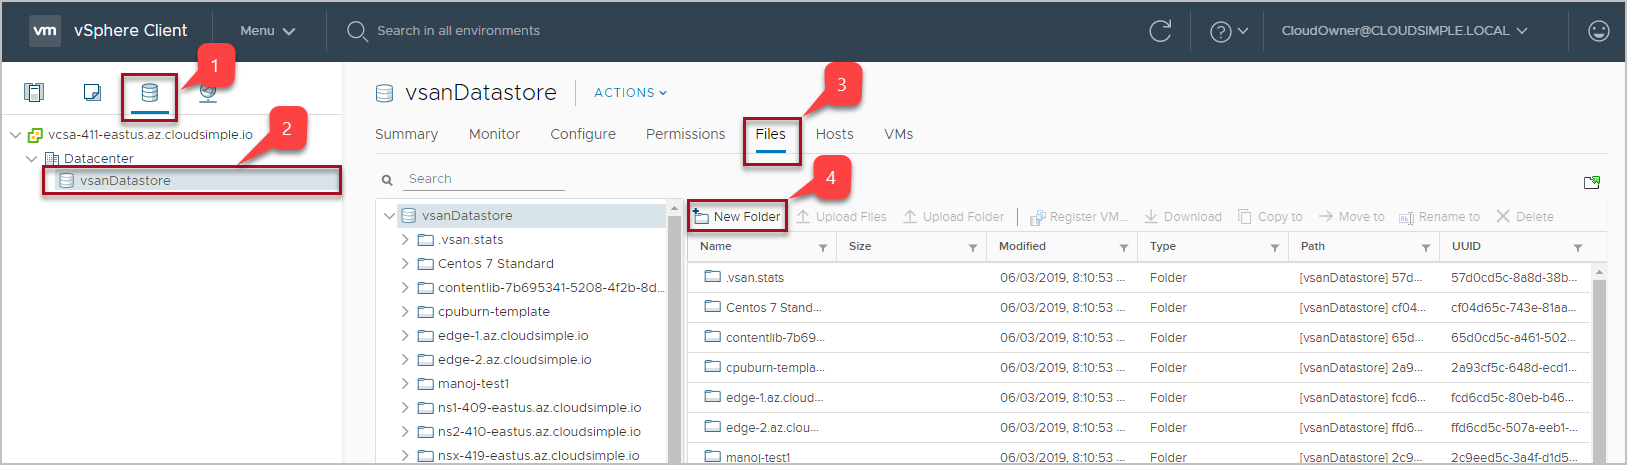 vm vSphere Client Menu Search in all environments CloudOwner@CLOUDSIMPLE.LOCAL
1
vcsa-411-eastus.az.cloudsimple.io
2
Datacenter
vsanDatastore
vsanDatastore ACTIONS
3
Summary Monitor Configure Permissions Files Hosts VMs
4
Search
vsanDatastore
.vsan.stats
Centos 7 Standard
contentlib-7b695341-5208-4f2b-8d...
cpuburn-template
edge-1.az.cloudsimple.io
edge-2.az.cloudsimple.io
manoj-test1
ns1-409-eastus.az.cloudsimple.io
ns2-410-eastus.az.cloudsimple.io
nsx-419-eastus.az.cloudsimple.io
New Folder Upload Files Upload Folder Register VM... Download Copy to Move to Rename to Delete
Name Size Modified Type Path UUID
.vsan.stats 06/03/2019, 8:10:53 ... Folder [vsanDatastore] 57d... 57d0cd5c-8a8d-38b...
Centos 7 Stand... 06/03/2019, 8:10:53 ... Folder [vsanDatastore] cf04... cf04d65c-743e-81aa...
contentlib-7b69... 06/03/2019, 8:10:53 ... Folder [vsanDatastore] 65d... 65d0cd5c-a461-502...
cpuburn-templa... 06/03/2019, 8:10:53 ... Folder [vsanDatastore] 2a9... 2a93cf5c-648d-ecd1...
edge-1.az.cloud... 06/03/2019, 8:10:53 ... Folder [vsanDatastore] fcd6... fcd6cd5c-80eb-b46...
edge-2.az.clou... 06/03/2019, 8:10:53 ... Folder [vsanDatastore] ffd6... ffd6cd5c-507a-eeb1-...
manoj-test1 06/03/2019, 8:10:53 ... Folder [vsanDatastore] 2c9... 2c9eed5c-3a4f-d1d5...